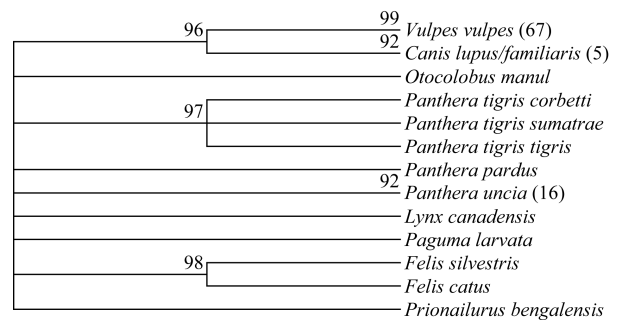 99
96 Vulpes vulpes (67)
92
Canis lupus/familiaris (5)
Otocolobus manul
Panthera tigris corbetti
97 Panthera tigris sumatrae
Panthera tigris tigris
Panthera pardus
92
Panthera uncia (16)
Lynx canadensis
Paguma larvata
98 Felis silvestris
Felis catus
Prionailurus bengalensis